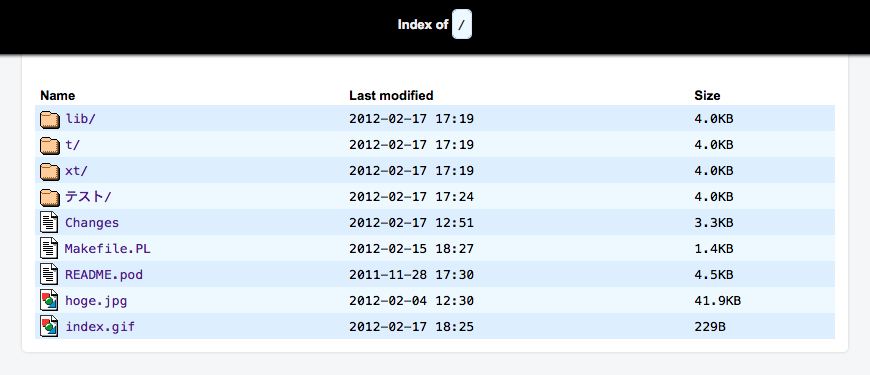 Index of /
Name Last modified Size
lib/ 2012-02-17 17:19 4.0KB
t/ 2012-02-17 17:19 4.0KB
xt/ 2012-02-17 17:19 4.0KB
テスト/ 2012-02-17 17:24 4.0KB
Changes 2012-02-17 12:51 3.3KB
Makefile.PL 2012-02-15 18:27 1.4KB
README.pod 2011-11-28 17:30 4.5KB
hoge.jpg 2012-02-04 12:30 41.9KB
index.gif 2012-02-17 18:25 229B